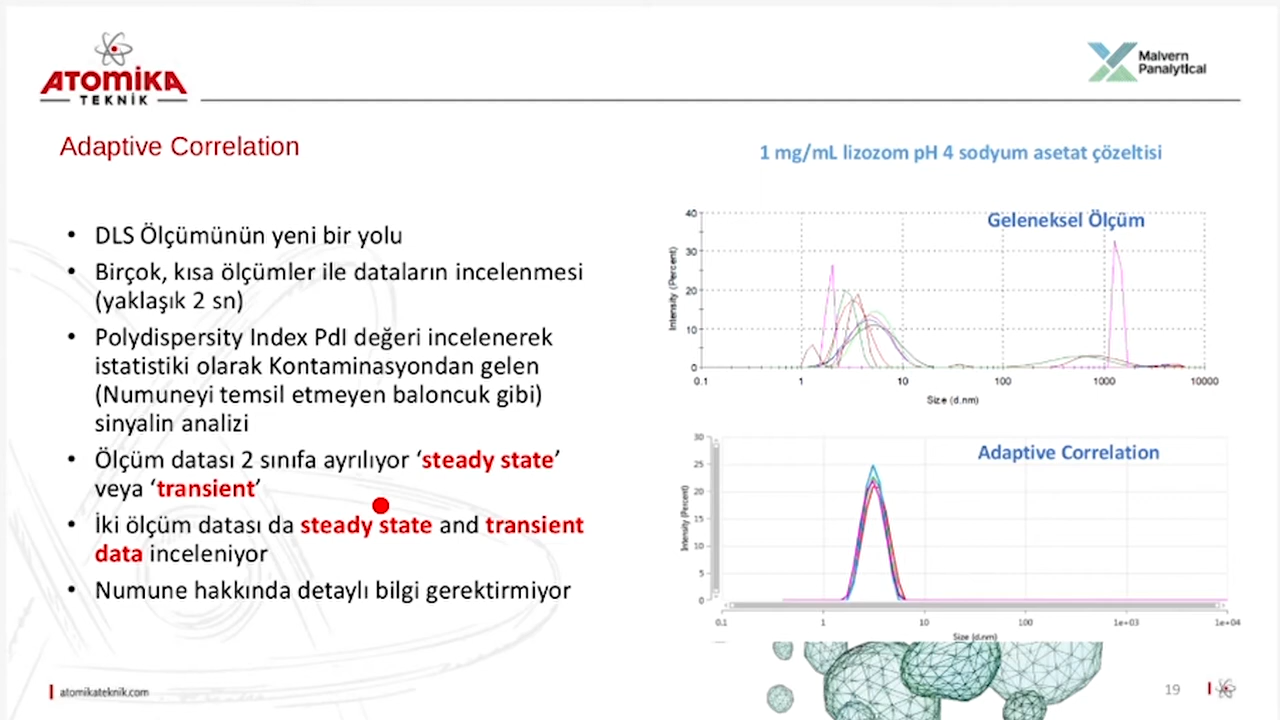 ATOMİKA
TEKNİK
Malvern
Panalytical
Adaptive Correlation
• DLS Ölçümünün yeni bir yolu
• Birçok, kısa ölçümler ile dataların incelenmesi
(yaklaşık 2 sn)
• Polydispersity Index PdI değeri incelenerek
istatistiki olarak Kontaminasyondan gelen
(Numuneyi temsil etmeyen baloncuk gibi)
sinyalin analizi
• Ölçüm datası 2 sınıfa ayrılıyor ‘steady state’
veya ‘transient’
• İki ölçüm datası da steady state and transient
data inceleniyor
• Numune hakkında detaylı bilgi gerektirmiyor
1 mg/mL lizozom pH 4 sodyum asetat çözeltisi
Geleneksel Ölçüm
Intensity (Percent)
40
30
20
10
0
0.1 1 10 100 1000 10000
Size (d.nm)
Adaptive Correlation
Intensity (Percent)
30
25
20
15
10
5
0
0.1 1 10 100 1e+03 1e+04
Size (d.nm)
atomikateknik.com
19